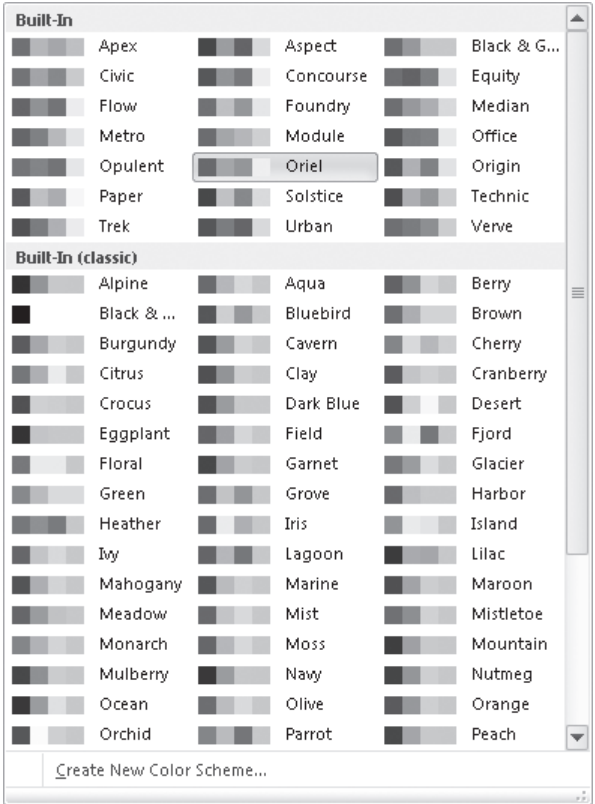 Built-In
Apex Aspect Black & G...
Civic Concourse Equity
Flow Foundry Median
Metro Module Office
Opulent Oriel Origin
Paper Solstice Technic
Trek Urban Verve
Built-In (classic)
Alpine Aqua Berry
Black & ... Bluebird Brown
Burgundy Cavern Cherry
Citrus Clay Cranberry
Crocus Dark Blue Desert
Eggplant Field Fjord
Floral Garnet Glacier
Green Grove Harbor
Heather Iris Island
Ivy Lagoon Lilac
Mahogany Marine Maroon
Meadow Mist Mistletoe
Monarch Moss Mountain
Mulberry Navy Nutmeg
Ocean Olive Orange
Orchid Parrot Peach
Create New Color Scheme...